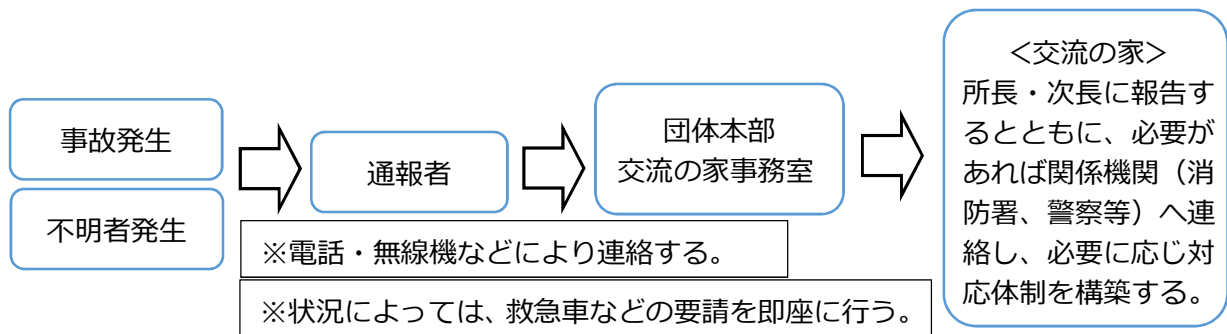 事故発生
不明者発生
通報者
団体本部
交流の家事務室
※電話・無線機などにより連絡する。
※状況によっては、救急車などの要請を即座に行う。
＜交流の家＞
所長・次長に報告す
るとともに、必要が
あれば関係機関（消
防署、警察等）へ連
絡し、必要に応じ対
応体制を構築する。